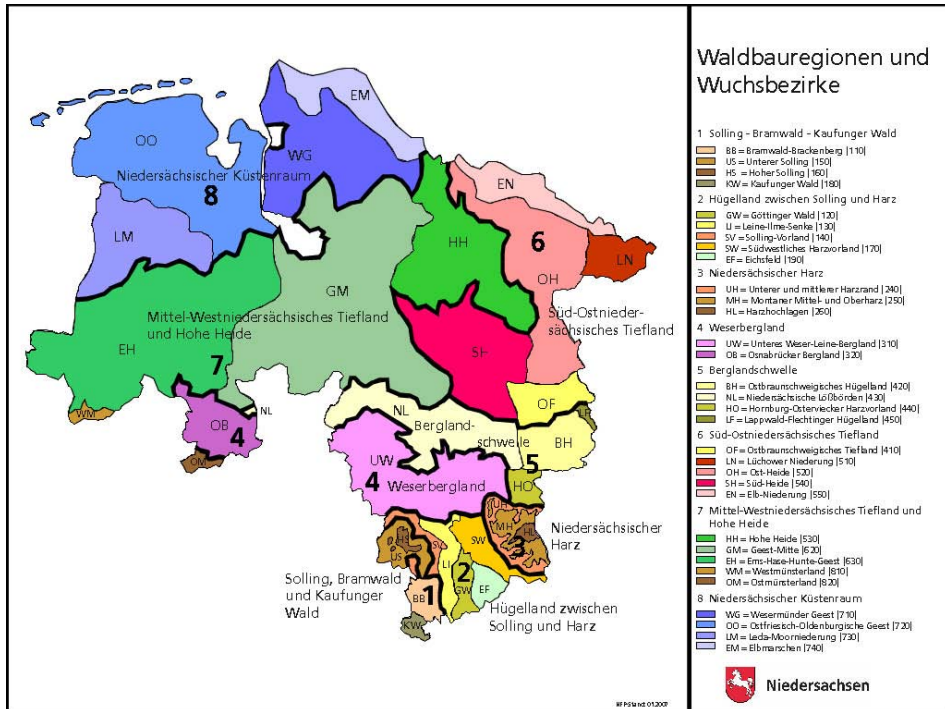 EM
OO
WG
EN
Niedersächsischer Küstenraum
8
6
LM
HH
LN
OH
GM
Mittel-Westniedersächsisches Tiefland
und Hohe Heide
Süd-Ostnieder-
sächsisches Tiefland
EH
SH
7
WM
OB
4
NL
OM
OF
LF
NL
Bergland-
schwelle
BH
5
UW
4
Weserbergland
HO
UH
MH
HL
3
Niedersächsischer
Harz
HS
US
SV
SW
LI
2
GW
EF
Solling, Bramwald
und Kaufunger
Wald
BB
1
KW
Hügelland zwischen
Solling und Harz
Waldbauregionen und
Wuchsbezirke
1 Solling - Bramwald - Kaufunger Wald
BB = Bramwald-Brackenberg |110|
US = Unterer Solling |150|
HS = Hoher Solling |160|
KW = Kaufunger Wald |180|
2 Hügelland zwischen Solling und Harz
GW = Göttinger Wald |120|
LI = Leine-Ilme-Senke |130|
SV = Solling-Vorland |140|
SW = Südwestliches Harzvorland |170|
EF = Eichsfeld |190|
3 Niedersächsischer Harz
UH = Unterer und mittlerer Harzrand |240|
MH = Montaner Mittel- und Oberharz |250|
HL = Harzhochlagen |260|
4 Weserbergland
UW = Unteres Weser-Leine-Bergland |310|
OB = Osnabrücker Bergland |320|
5 Berglandschwelle
BH = Ostbraunschweigisches Hügelland |420|
NL = Niedersächsische Lößbörden |430|
HO = Hornburg-Osterviecker Harzvorland |440|
LF = Lappwald-Flechtinger Hügelland |450|
6 Süd-Ostniedersächsisches Tiefland
OF = Ostbraunschweigisches Tiefland |410|
LN = Lüchower Niederung |510|
OH = Ost-Heide |520|
SH = Süd-Heide |540|
EN = Elb-Niederung |550|
7 Mittel-Westniedersächsisches Tiefland und
Hohe Heide
HH = Hohe Heide |530|
GM = Geest-Mitte |620|
EH = Ems-Hase-Hunte-Geest |630|
WM = Westmünsterland |810|
OM = Ostmünsterland |820|
8 Niedersächsischer Küstenraum
WG = Wesermünder Geest |710|
OO = Ostfriesisch-Oldenburgische Geest |720|
LM = Leda-Moorniederung |730|
EM = Elbmarschen |740|
Niedersachsen